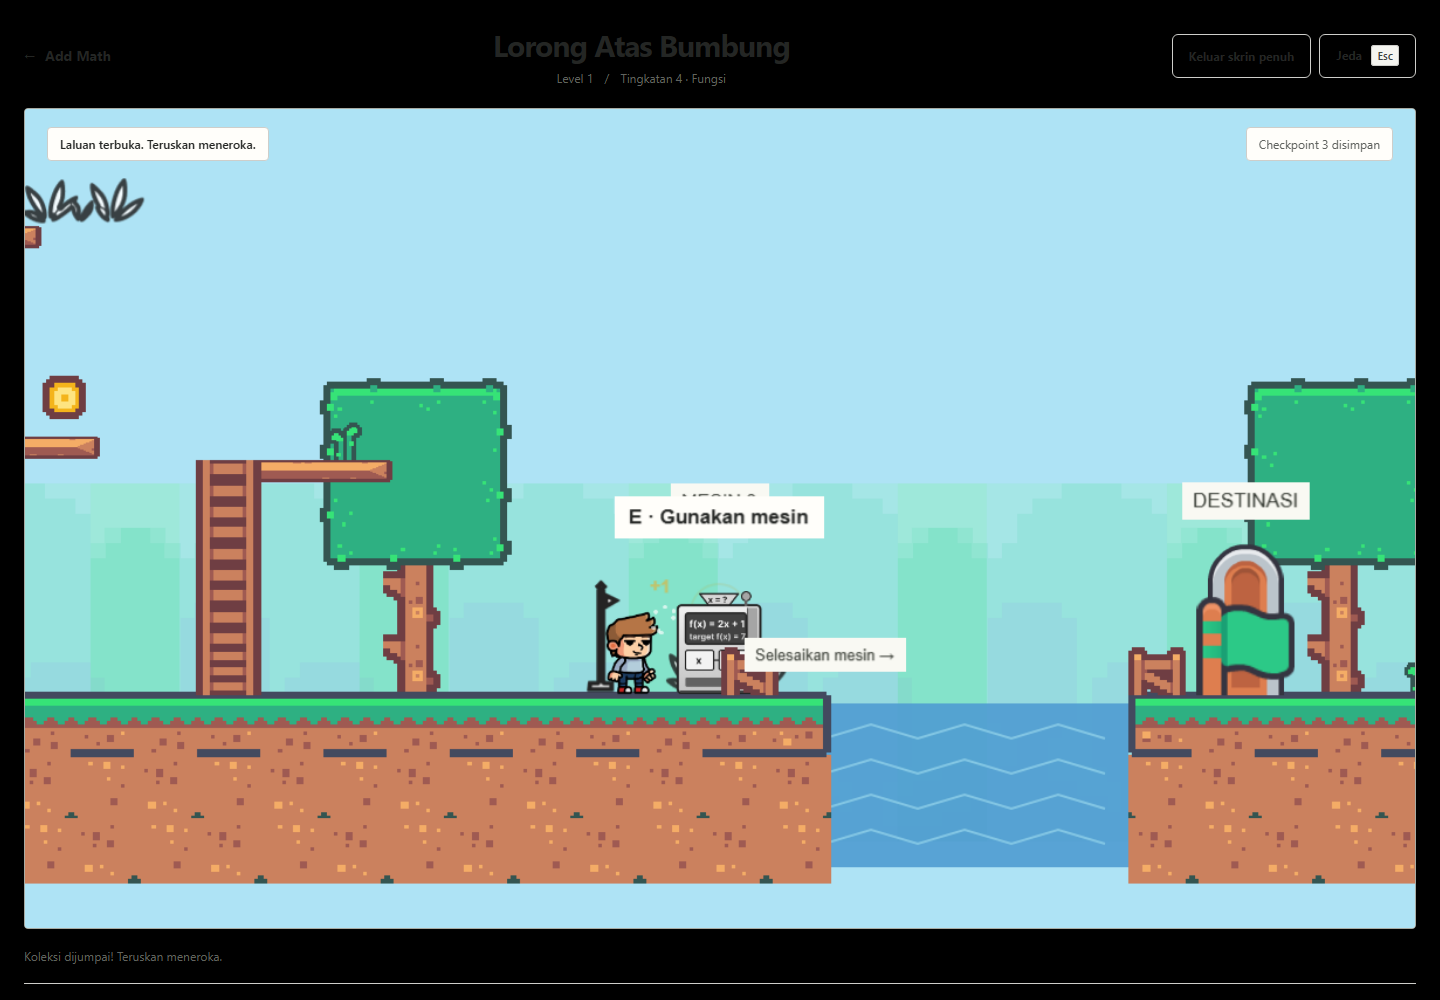 ← Add Math
Lorong Atas Bumbung
Level 1 / Tingkatan 4 · Fungsi
Keluar skrin penuh
Jeda Esc
Laluan terbuka. Teruskan meneroka.
Checkpoint 3 disimpan
E · Gunakan mesin
DESTINASI
+1
x = ?
f(x) = 2x + 1
target f(x) = 7
x
Selesaikan mesin →
Koleksi dijumpai! Teruskan meneroka.